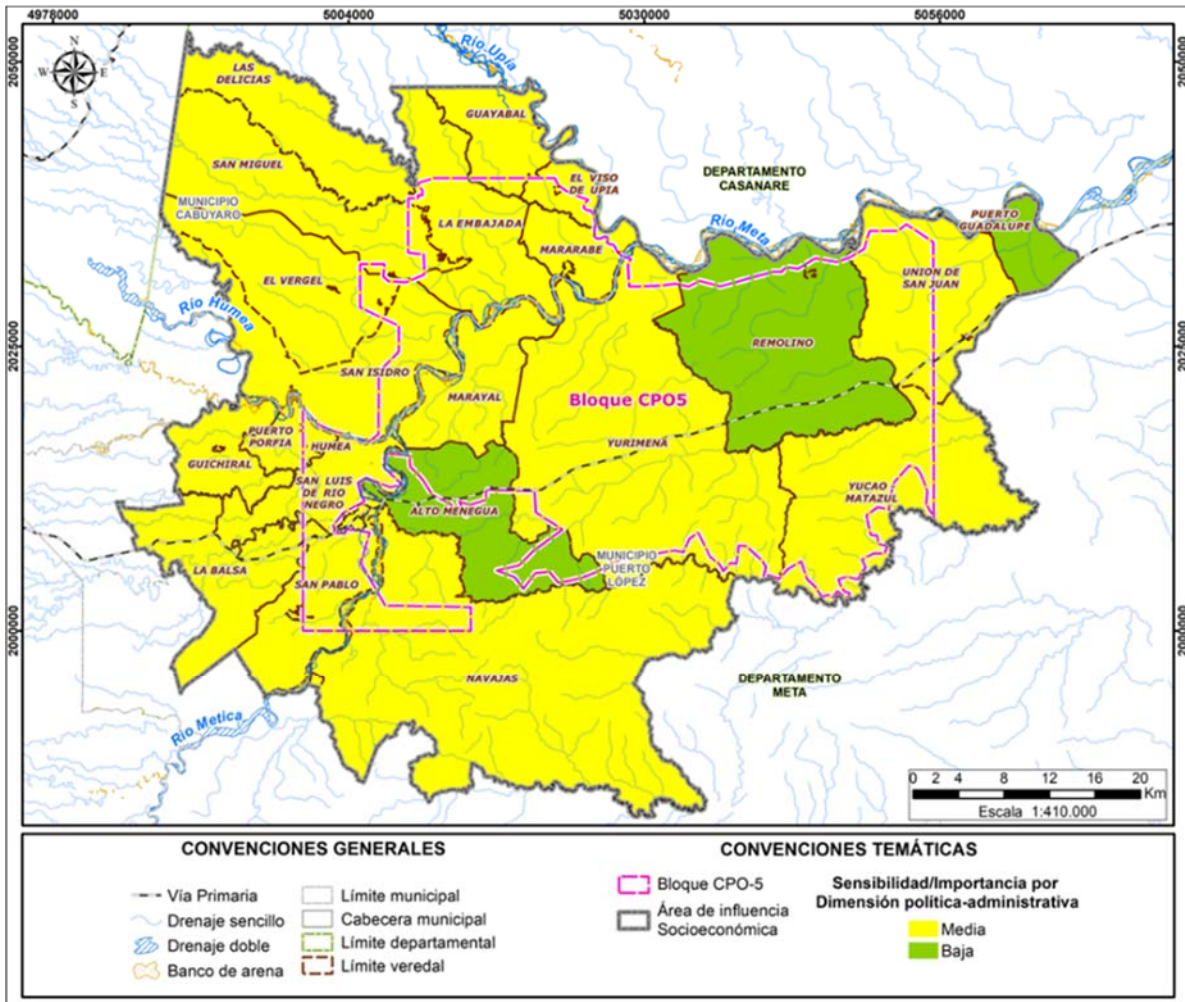 4978000
5004000
5030000
5056000
2050000
2050000
N
W
E
S
Río Upía
LAS
DELICIAS
GUAYABAL
SAN MIGUEL
EL VISO
DE UPIA
DEPARTAMENTO
CASANARE
MUNICIPIO
CABUYARO
LA EMBAJADA
MARARABE
Río Meta
PUERTO
GUADALUPE
EL VERGEL
UNION DE
SAN JUAN
Río Humea
2025000
2025000
REMOLINO
SAN ISIDRO
MARAYAL
Bloque CPO5
PUERTO
PORFIA
HUMEA
YURIMENA
GUICHIRAL
SAN LUIS
DE RIO
NEGRO
YUCAO
MATAZUL
ALTO MENEGUA
MUNICIPIO
PUERTO
LÓPEZ
LA BALSA
SAN PABLO
2000000
2000000
NAVAJAS
DEPARTAMENTO
META
Río Metica
0 2 4 8 12 16 20
Km
Escala 1:410.000
CONVENCIONES GENERALES
Vía Primaria
Drenaje sencillo
Drenaje doble
Banco de arena
Límite municipal
Cabecera municipal
Límite departamental
Límite veredal
CONVENCIONES TEMÁTICAS
Bloque CPO-5
Área de influencia
Socioeconómica
Sensibilidad/Importancia por
Dimensión política-administrativa
Media
Baja